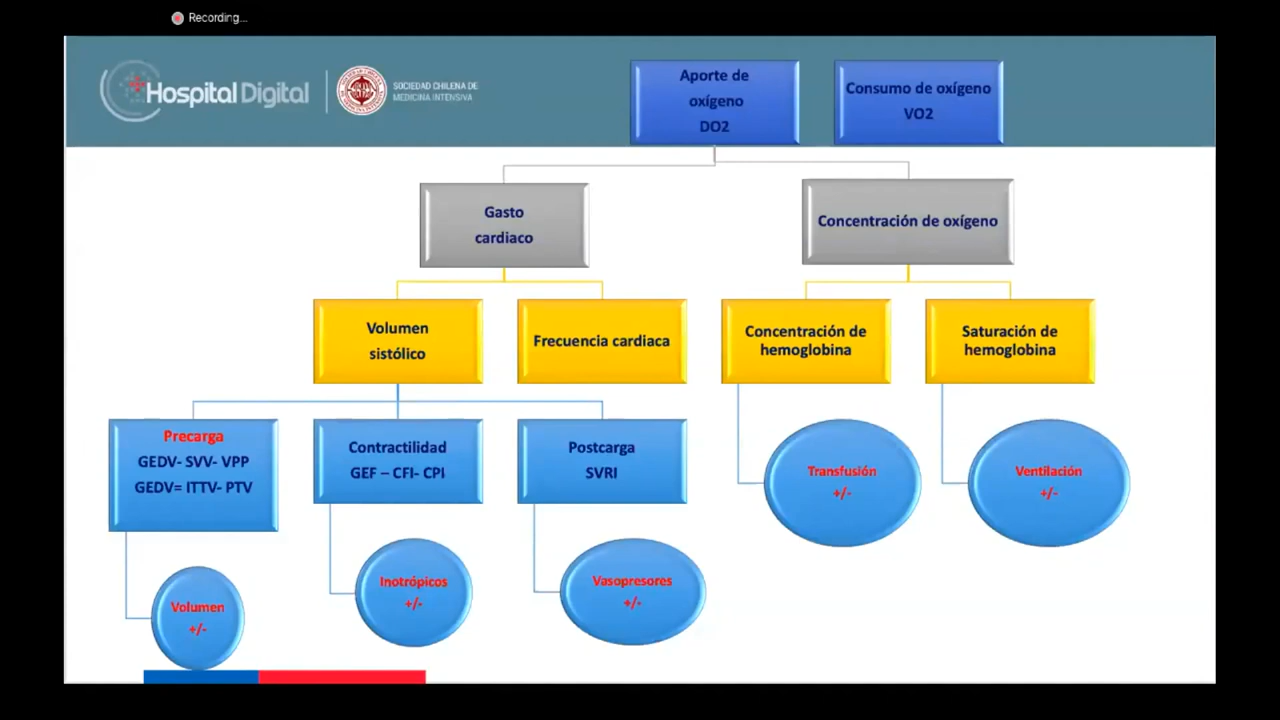 Recording...
Hospital Digital
SOCIEDAD CHILENA DE
MEDICINA INTENSIVA
Aporte de
oxígeno
DO2
Consumo de oxígeno
VO2
Gasto
cardiaco
Concentración de oxígeno
Volumen
sistólico
Frecuencia cardiaca
Concentración de
hemoglobina
Saturación de
hemoglobina
Precarga
GEDV- SVV- VPP
GEDV= ITTV- PTV
Contractilidad
GEF – CFI- CPI
Postcarga
SVRI
Transfusión
+/-
Ventilación
+/-
Volumen
+/-
Inotrópicos
+/-
Vasopresores
+/-